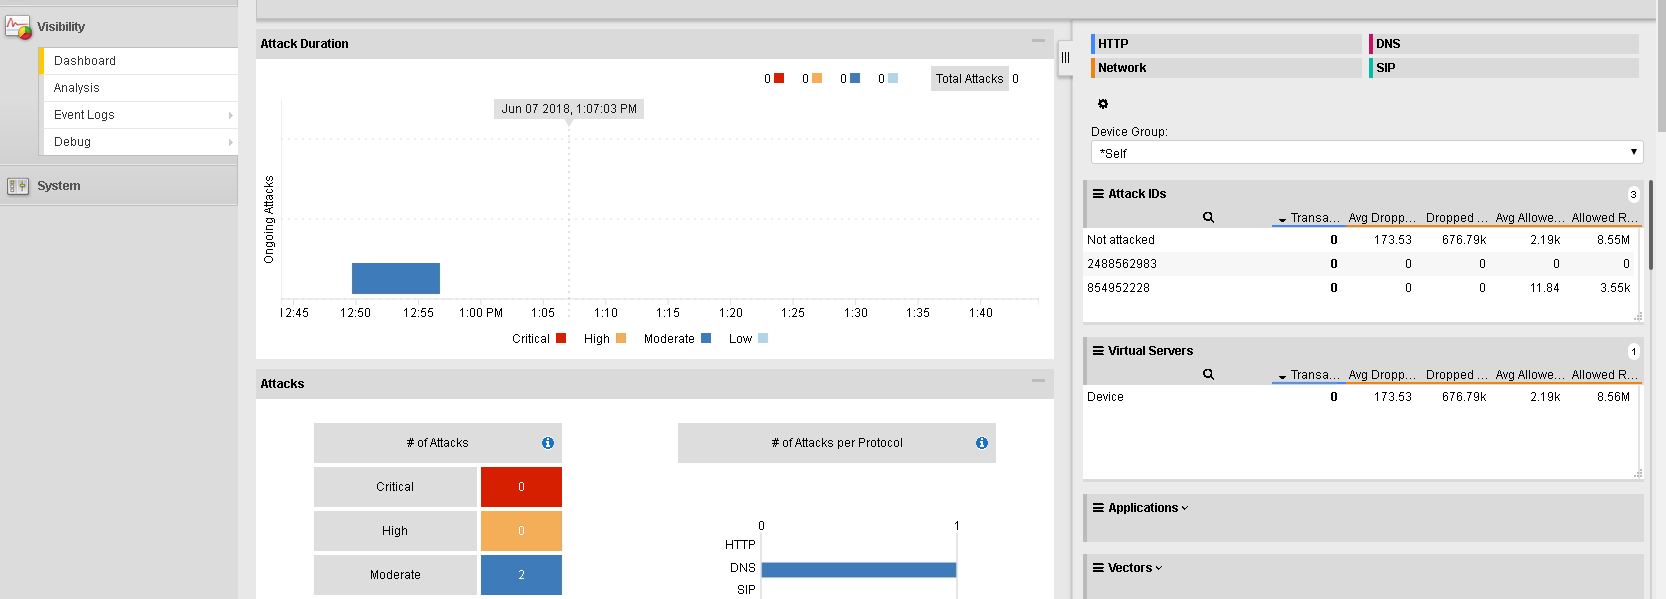 Visibility
Dashboard
Analysis
Event Logs
Debug
System
Attack Duration
0 0 0 0 Total Attacks 0
Jun 07 2018, 1:07:03 PM
Ongoing Attacks
12:45 12:50 12:55 1:00 PM 1:05 1:10 1:15 1:20 1:25 1:30 1:35 1:40
Critical High Moderate Low
Attacks
# of Attacks
Critical 0
High 0
Moderate 2
# of Attacks per Protocol
0 1
HTTP
DNS
SIP
HTTP DNS
Network SIP
Device Group:
*Self
Attack IDs 3
Transa... Avg Dropp... Dropped ... Avg Allowe... Allowed R...
Not attacked 0 173.53 676.79k 2.19k 8.55M
2488562983 0 0 0 0 0
854952228 0 0 0 11.84 3.55k
Virtual Servers 1
Transa... Avg Dropp... Dropped ... Avg Allowe... Allowed R...
Device 0 173.53 676.79k 2.19k 8.56M
Applications
Vectors